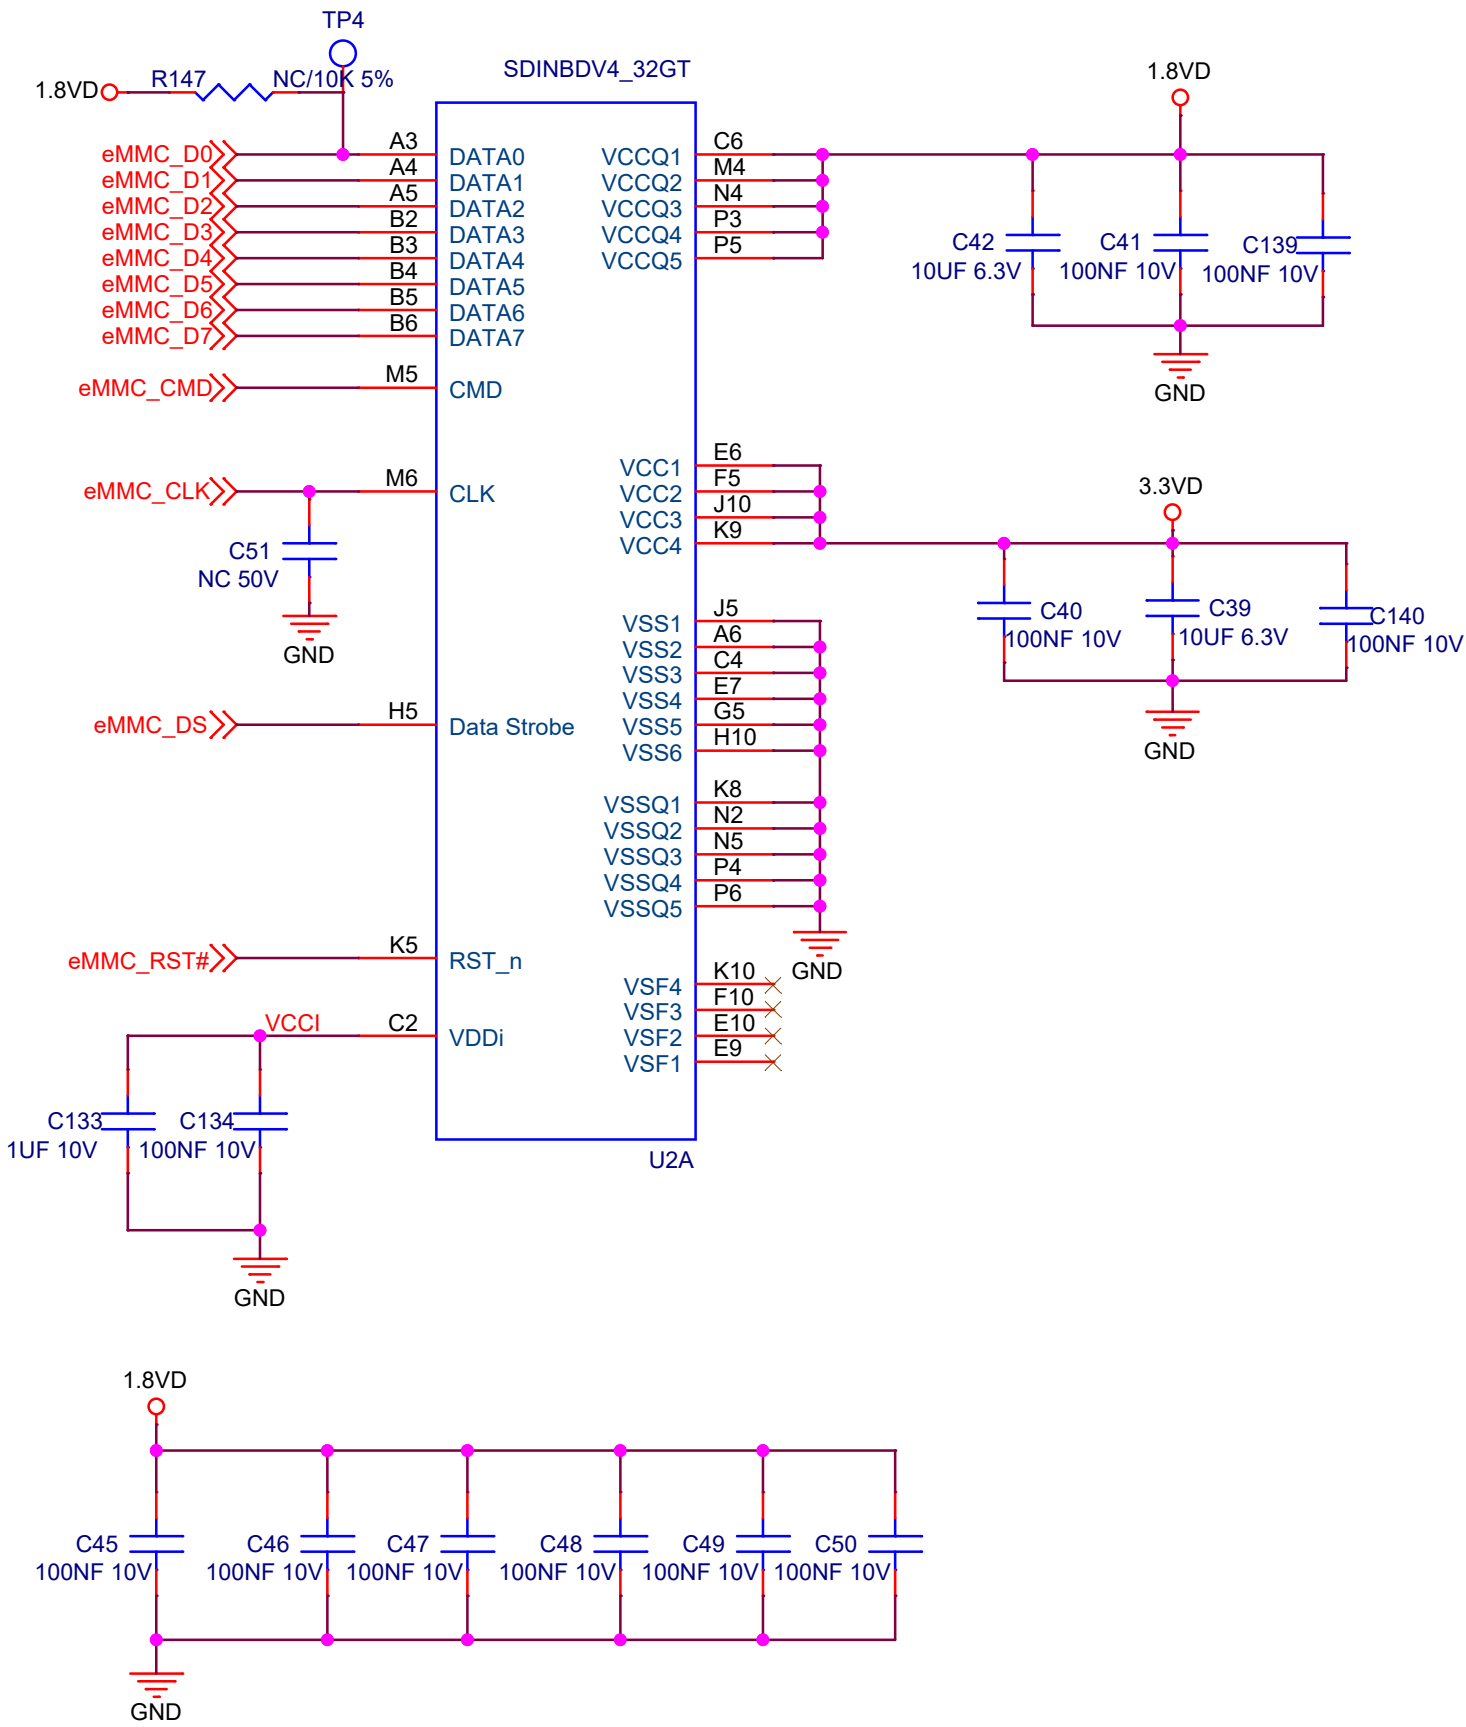 TP4
1.8VD R147 NC/10K 5%
SDINBDV4_32GT
1.8VD
eMMC_D0 A3 DATA0 VCCQ1 C6
eMMC_D1 A4 DATA1 VCCQ2 M4
eMMC_D2 A5 DATA2 VCCQ3 N4
eMMC_D3 B2 DATA3 VCCQ4 P3
eMMC_D4 B3 DATA4 VCCQ5 P5
eMMC_D5 B4 DATA5
eMMC_D6 B5 DATA6
eMMC_D7 B6 DATA7
C42 C41 C139
10UF 6.3V 100NF 10V 100NF 10V
GND
eMMC_CMD M5 CMD
VCC1 E6
eMMC_CLK M6 CLK VCC2 F5
VCC3 J10
VCC4 K9
3.3VD
C51
NC 50V
GND
C40 C39 C140
100NF 10V 10UF 6.3V 100NF 10V
GND
VSS1 J5
VSS2 A6
VSS3 C4
VSS4 E7
eMMC_DS H5 Data Strobe VSS5 G5
VSS6 H10
VSSQ1 K8
VSSQ2 N2
VSSQ3 N5
VSSQ4 P4
VSSQ5 P6
GND
eMMC_RST# K5 RST_n
VSF4 K10
VSF3 F10
VCCI C2 VDDi VSF2 E10
VSF1 E9
C133 C134
1UF 10V 100NF 10V
U2A
GND
1.8VD
C45 C46 C47 C48 C49 C50
100NF 10V 100NF 10V 100NF 10V 100NF 10V 100NF 10V 100NF 10V
GND